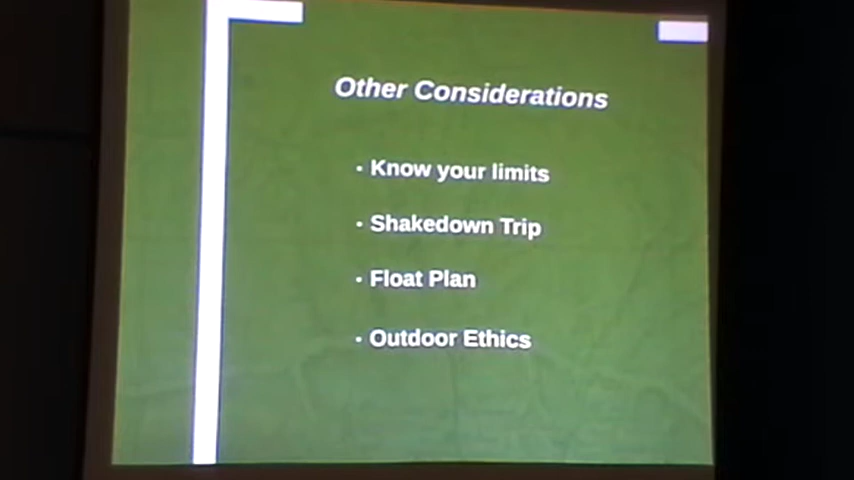 Other Considerations
• Know your limits
• Shakedown Trip
• Float Plan
• Outdoor Ethics